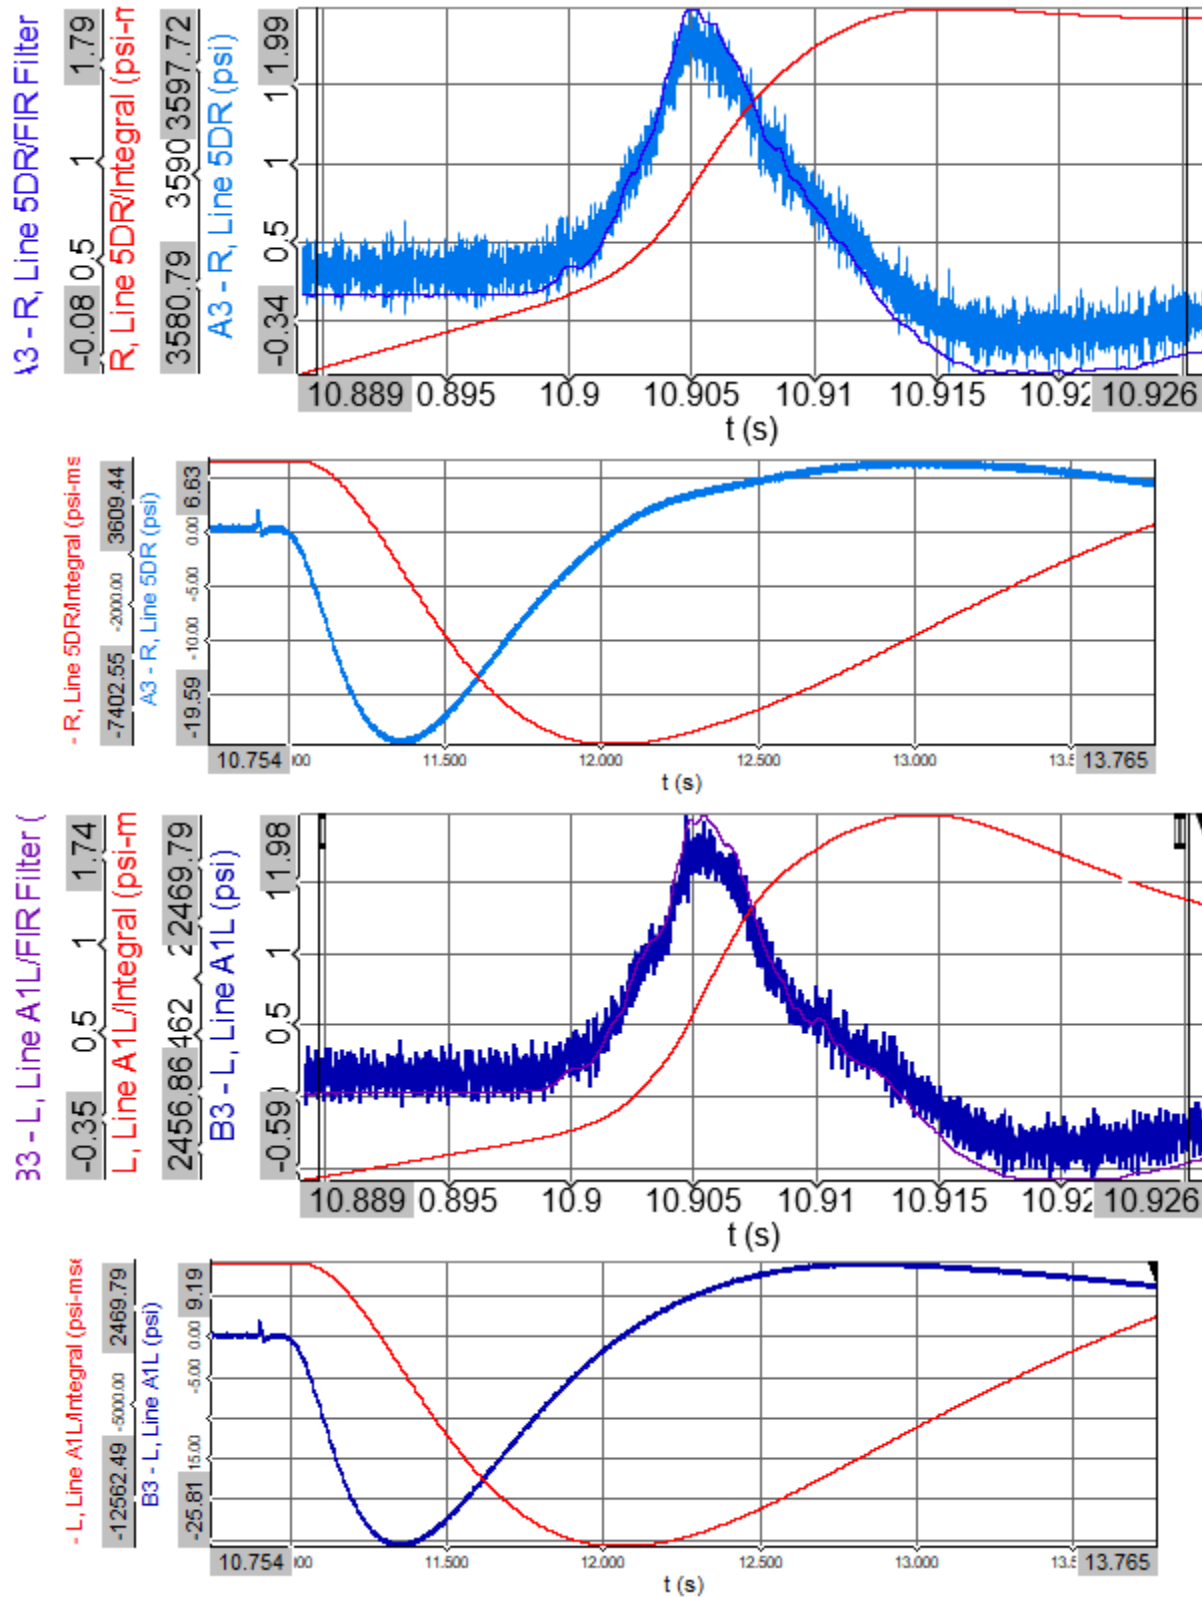 A3 - R, Line 5DR/FIR Filter
1.79
1
0.5
-0.08
R, Line 5DR/Integral (psi-m
3597.72
3590
3580.79
A3 - R, Line 5DR (psi)
1.99
1
0.5
-0.34
10.889 0.895 10.9 10.905 10.91 10.915 10.92 10.926
t (s)
- R, Line 5DR/Integral (psi-ms
3609.44
-2000.00
-7402.55
A3 - R, Line 5DR (psi)
6.63
0.00
-5.00
-10.00
-19.59
10.754 000 11.500 12.000 12.500 13.000 13.5 13.765
t (s)
B3 - L, Line A1L/FIR Filter (
1.74
1
0.5
-0.35
L, Line A1L/Integral (psi-m
2469.79
2462
2456.86
B3 - L, Line A1L (psi)
11.98
1
0.5
-0.59
10.889 0.895 10.9 10.905 10.91 10.915 10.92 10.926
t (s)
- L, Line A1L/Integral (psi-mse
2469.79
-5000.00
-12562.49
B3 - L, Line A1L (psi)
9.19
0.00
-5.00
15.00
-25.81
10.754 000 11.500 12.000 12.500 13.000 13.5 13.765
t (s)